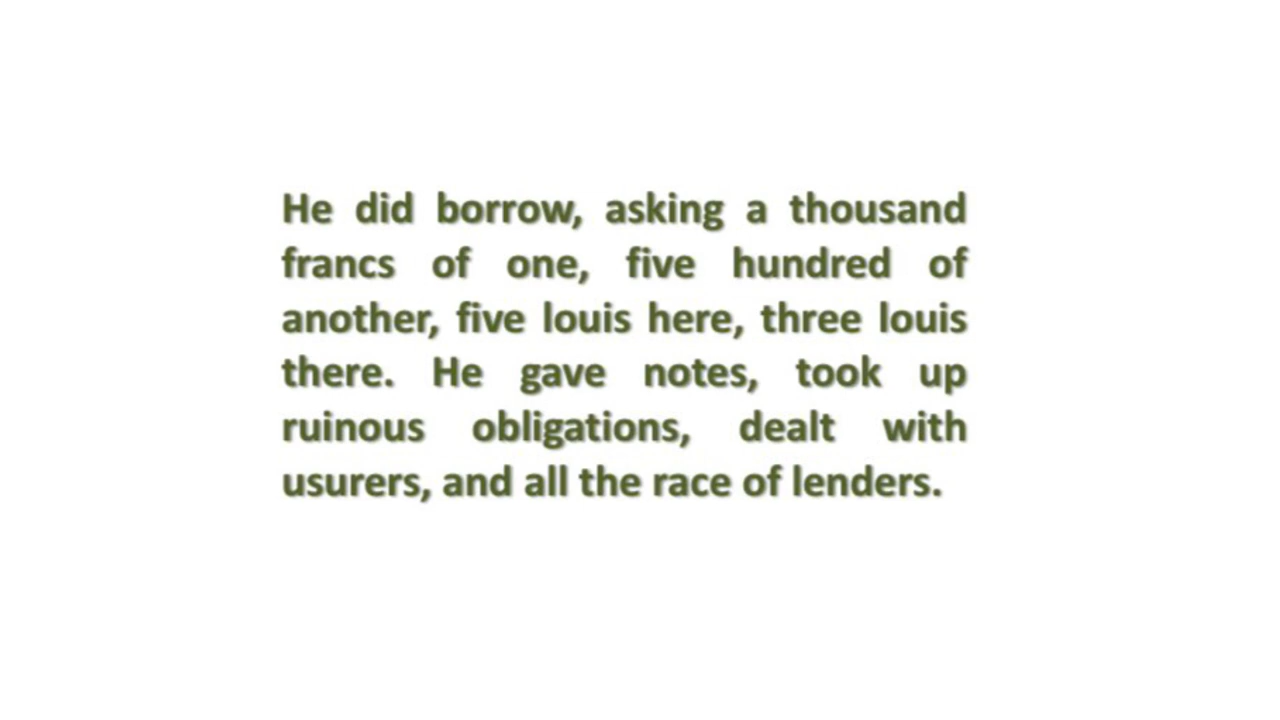 He did borrow, asking a thousand
francs of one, five hundred of
another, five louis here, three louis
there. He gave notes, took up
ruinous obligations, dealt with
usurers, and all the race of lenders.